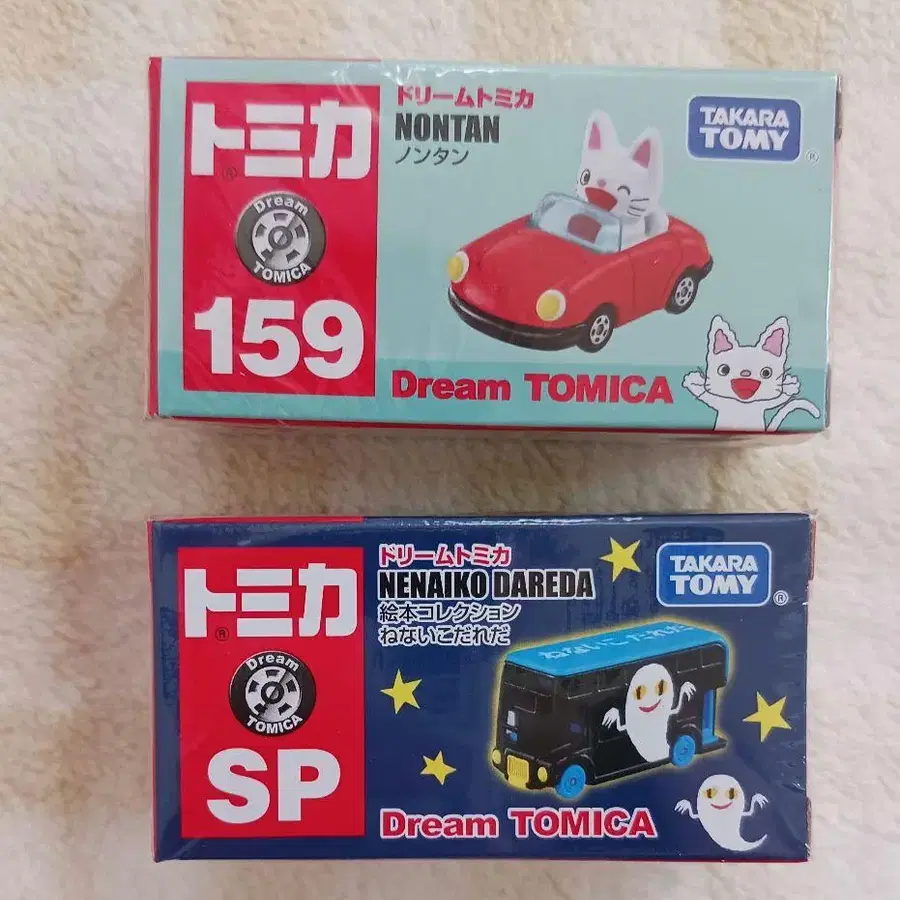 トミカ
®
Dream
TOMICA
159
ドリームトミカ
NONTAN
ノンタン
TAKARA
TOMY
®
Dream TOMICA
トミカ
®
Dream
TOMICA
SP
ドリームトミカ
NENAIKO DAREDA
絵本コレクション
ねないこだれだ
TAKARA
TOMY
®
ねないこだれだ
Dream TOMICA